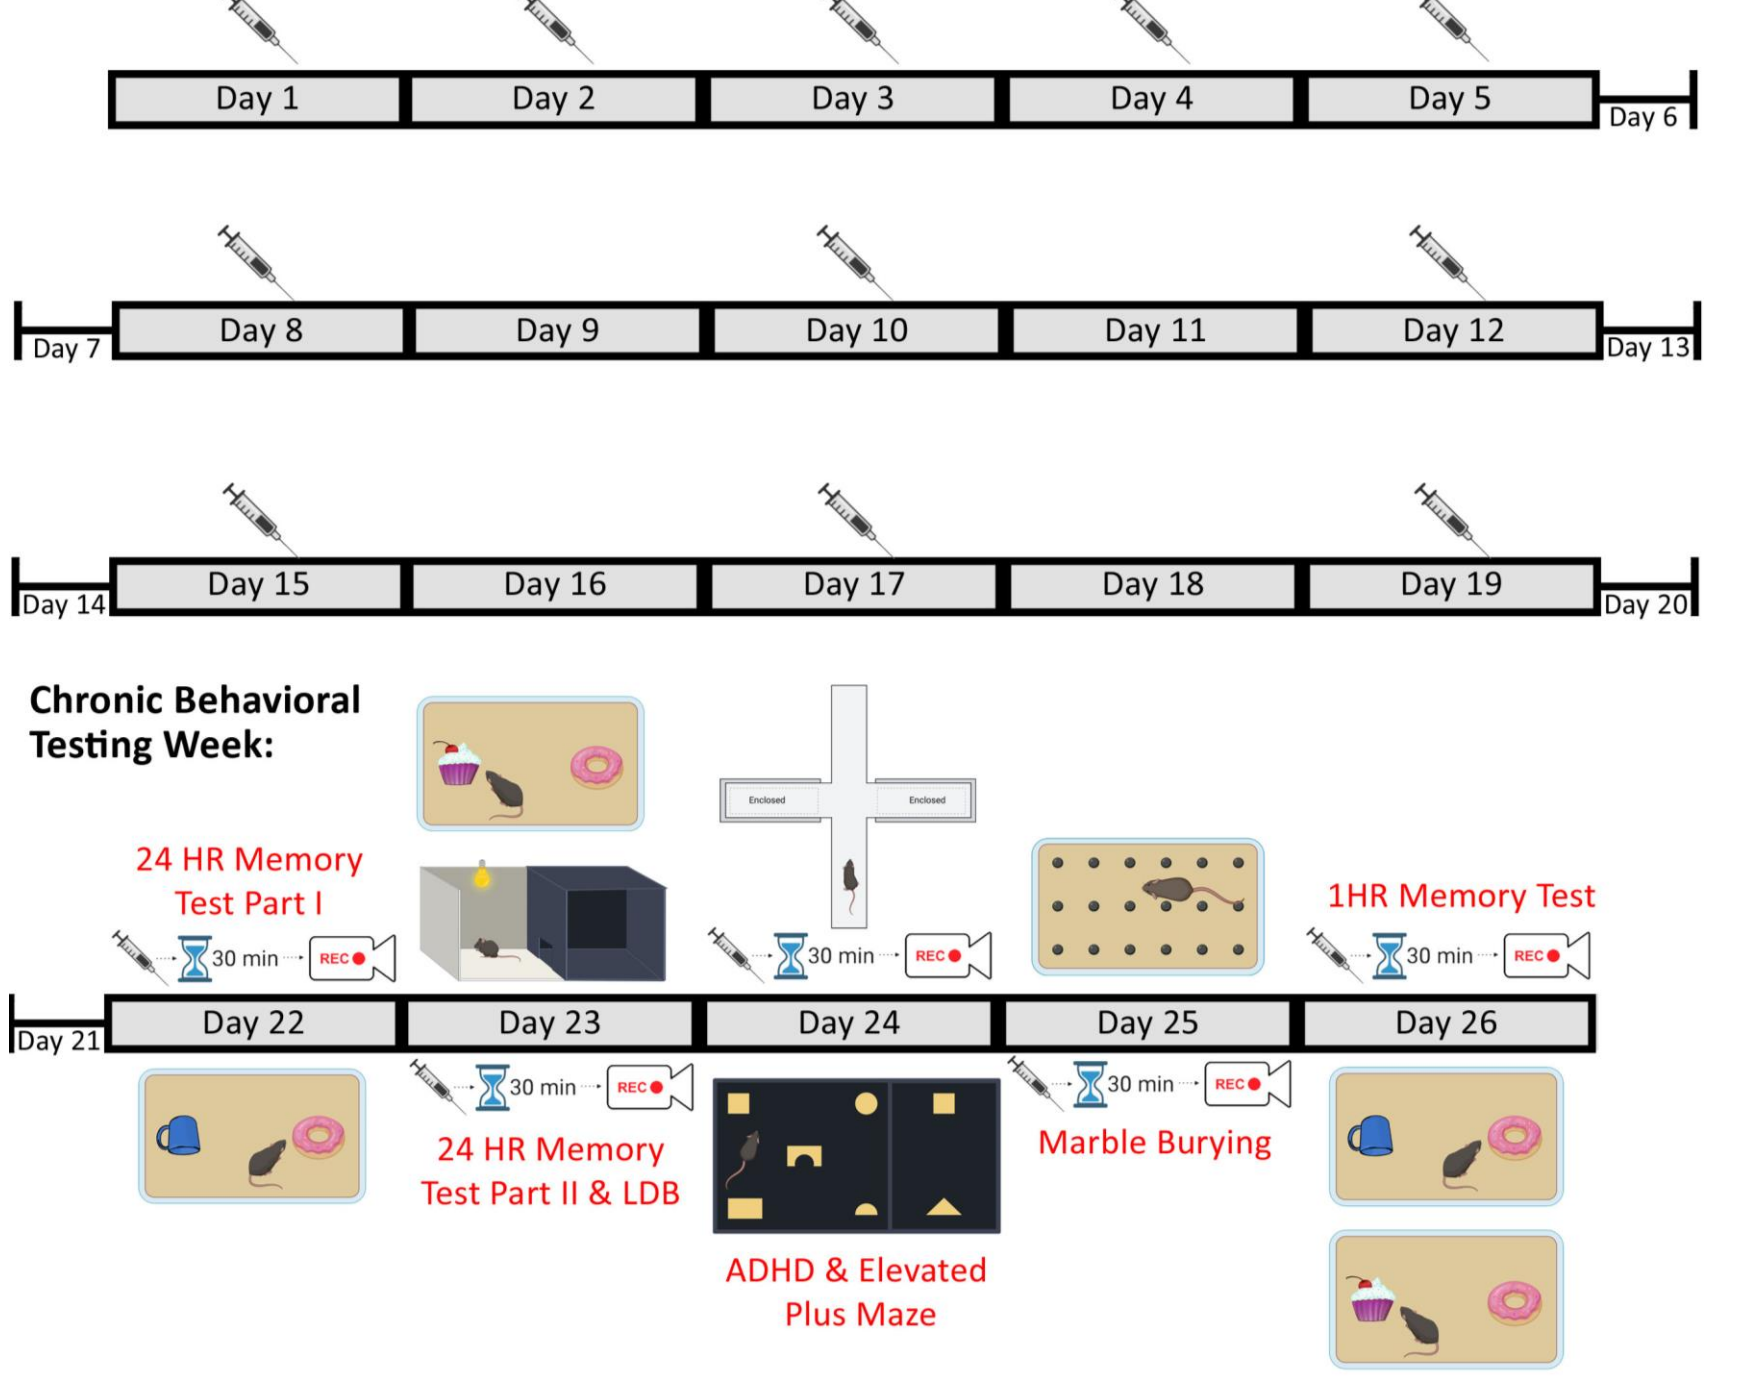 Day 1
Day 2
Day 3
Day 4
Day 5
Day 6
Day 7
Day 8
Day 9
Day 10
Day 11
Day 12
Day 13
Day 14
Day 15
Day 16
Day 17
Day 18
Day 19
Day 20
Chronic Behavioral
Testing Week:
Enclosed
Enclosed
24 HR Memory
Test Part I
30 min
REC
30 min
REC
1HR Memory Test
30 min
REC
Day 21
Day 22
Day 23
Day 24
Day 25
Day 26
30 min
REC
24 HR Memory
Test Part II & LDB
30 min
REC
Marble Burying
ADHD & Elevated
Plus Maze